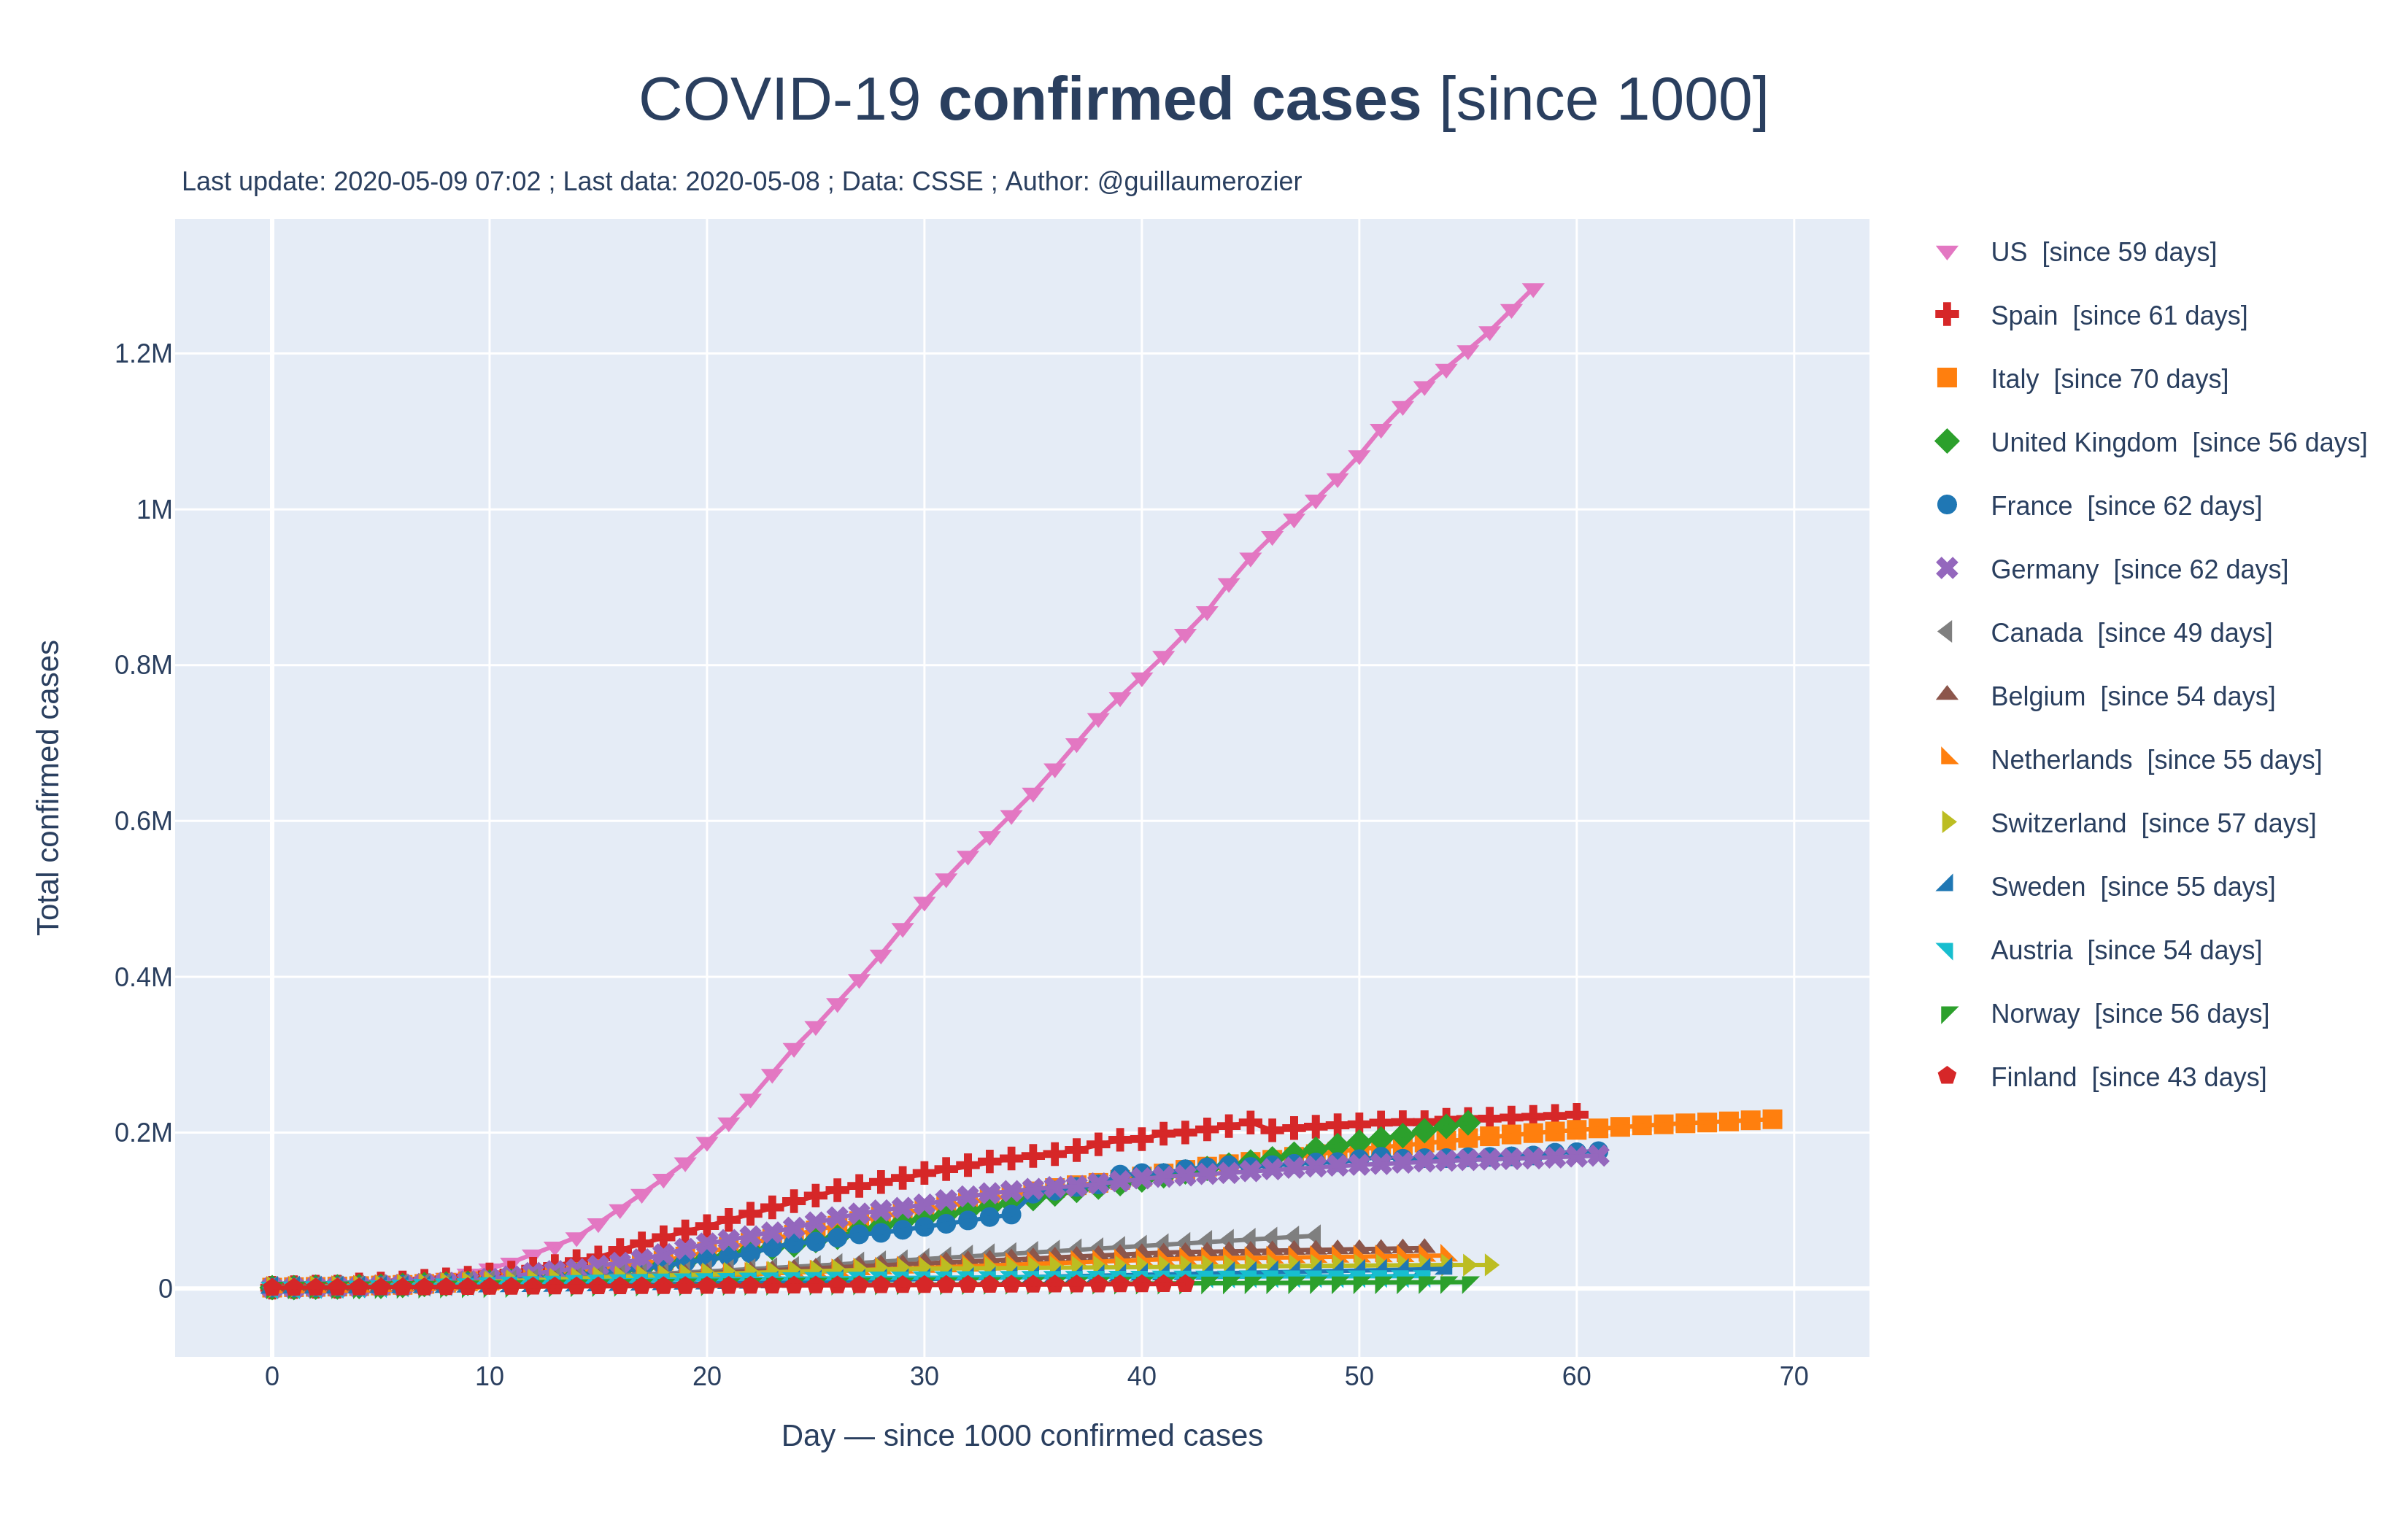 COVID-19 confirmed cases [since 1000]
Last update: 2020-05-09 07:02 ; Last data: 2020-05-08 ; Data: CSSE ; Author: @guillaumerozier
Total confirmed cases
1.2M
1M
0.8M
0.6M
0.4M
0.2M
0
0 10 20 30 40 50 60 70
Day — since 1000 confirmed cases
US [since 59 days]
Spain [since 61 days]
Italy [since 70 days]
United Kingdom [since 56 days]
France [since 62 days]
Germany [since 62 days]
Canada [since 49 days]
Belgium [since 54 days]
Netherlands [since 55 days]
Switzerland [since 57 days]
Sweden [since 55 days]
Austria [since 54 days]
Norway [since 56 days]
Finland [since 43 days]